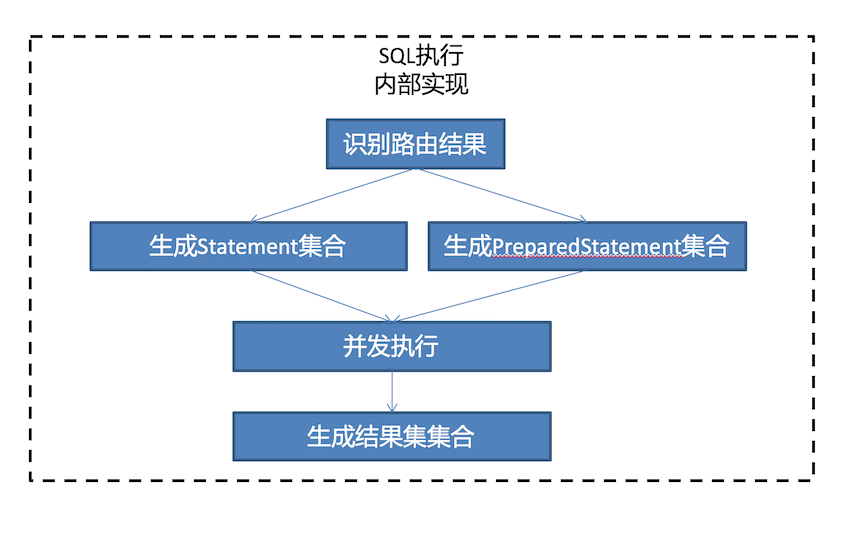 SQL执行
内部实现
识别路由结果
生成Statement集合
生成PreparedStatement集合
并发执行
生成结果集集合